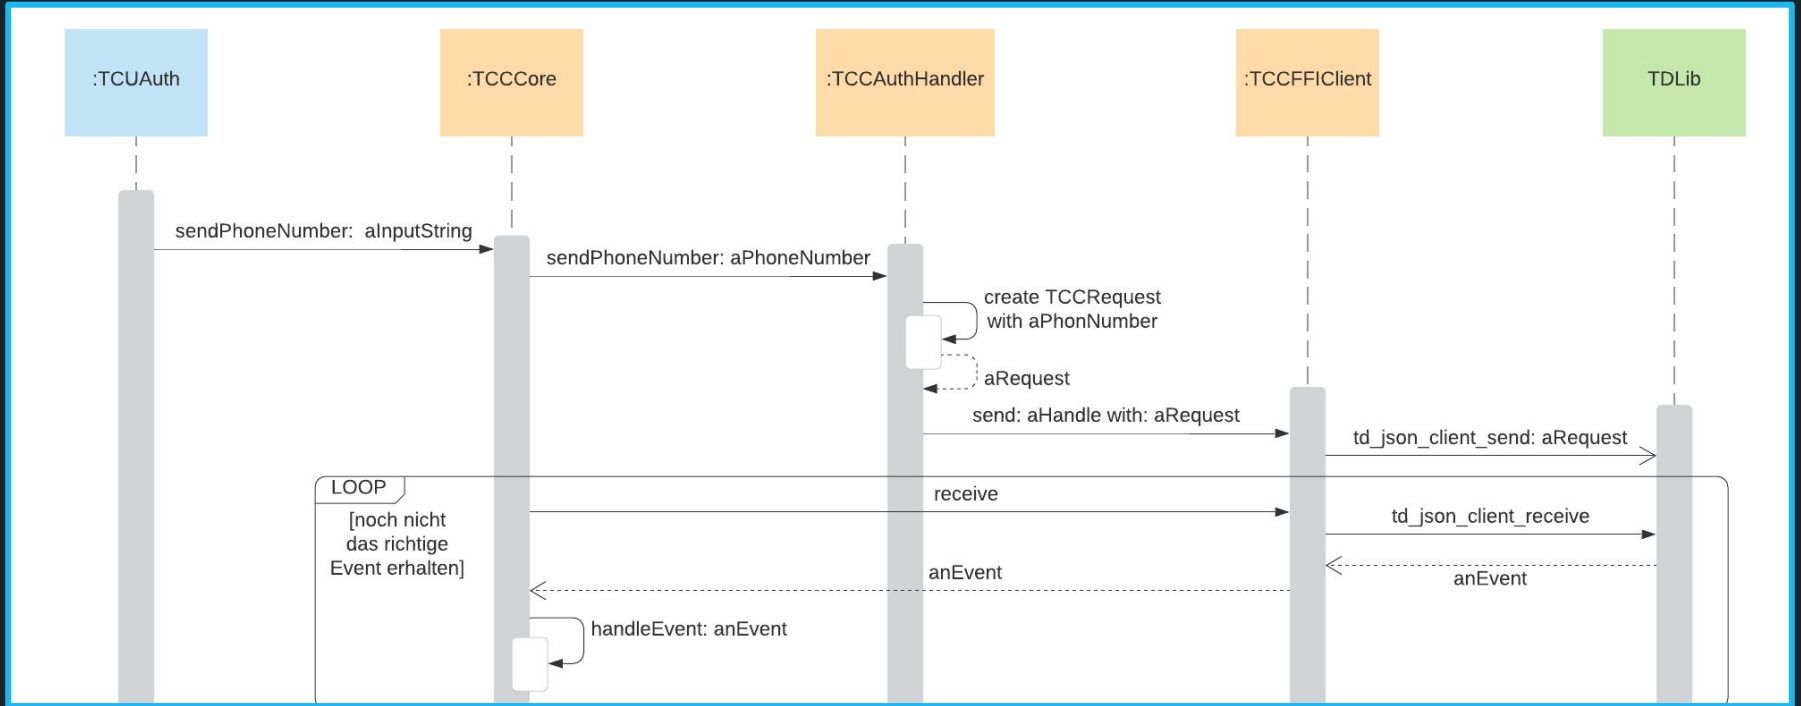 :TCUAuth
:TCCCore
:TCCAuthHandler
:TCCFFIClient
TDLib
sendPhoneNumber:  aInputString
sendPhoneNumber: aPhoneNumber
create TCCRequest
with aPhonNumber
aRequest
send: aHandle with: aRequest
td_json_client_send: aRequest
LOOP
[noch nicht
das richtige
Event erhalten]
receive
td_json_client_receive
anEvent
anEvent
handleEvent: anEvent